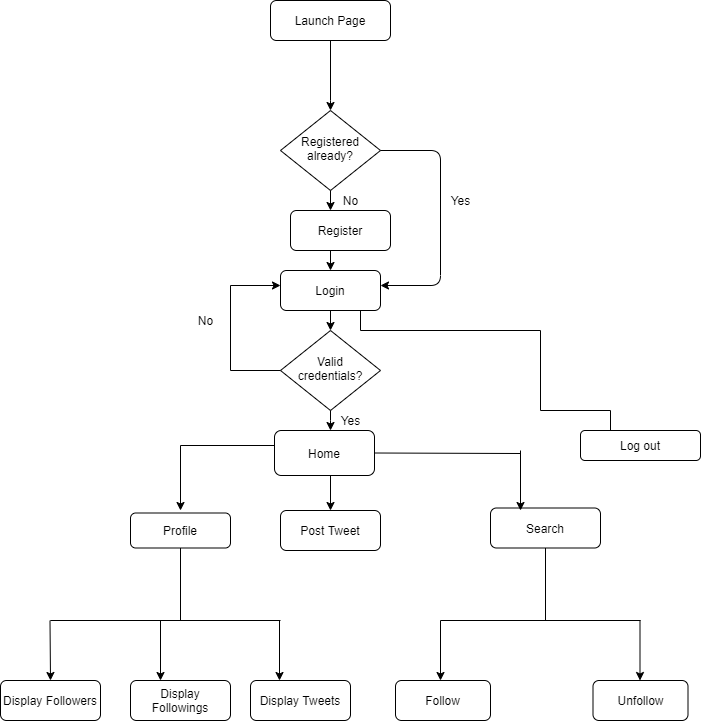 Launch Page
Registered
already?
No
Yes
Register
Login
No
Valid
credentials?
Yes
Home
Log out
Profile
Post Tweet
Search
Display Followers
Display
Followings
Display Tweets
Follow
Unfollow